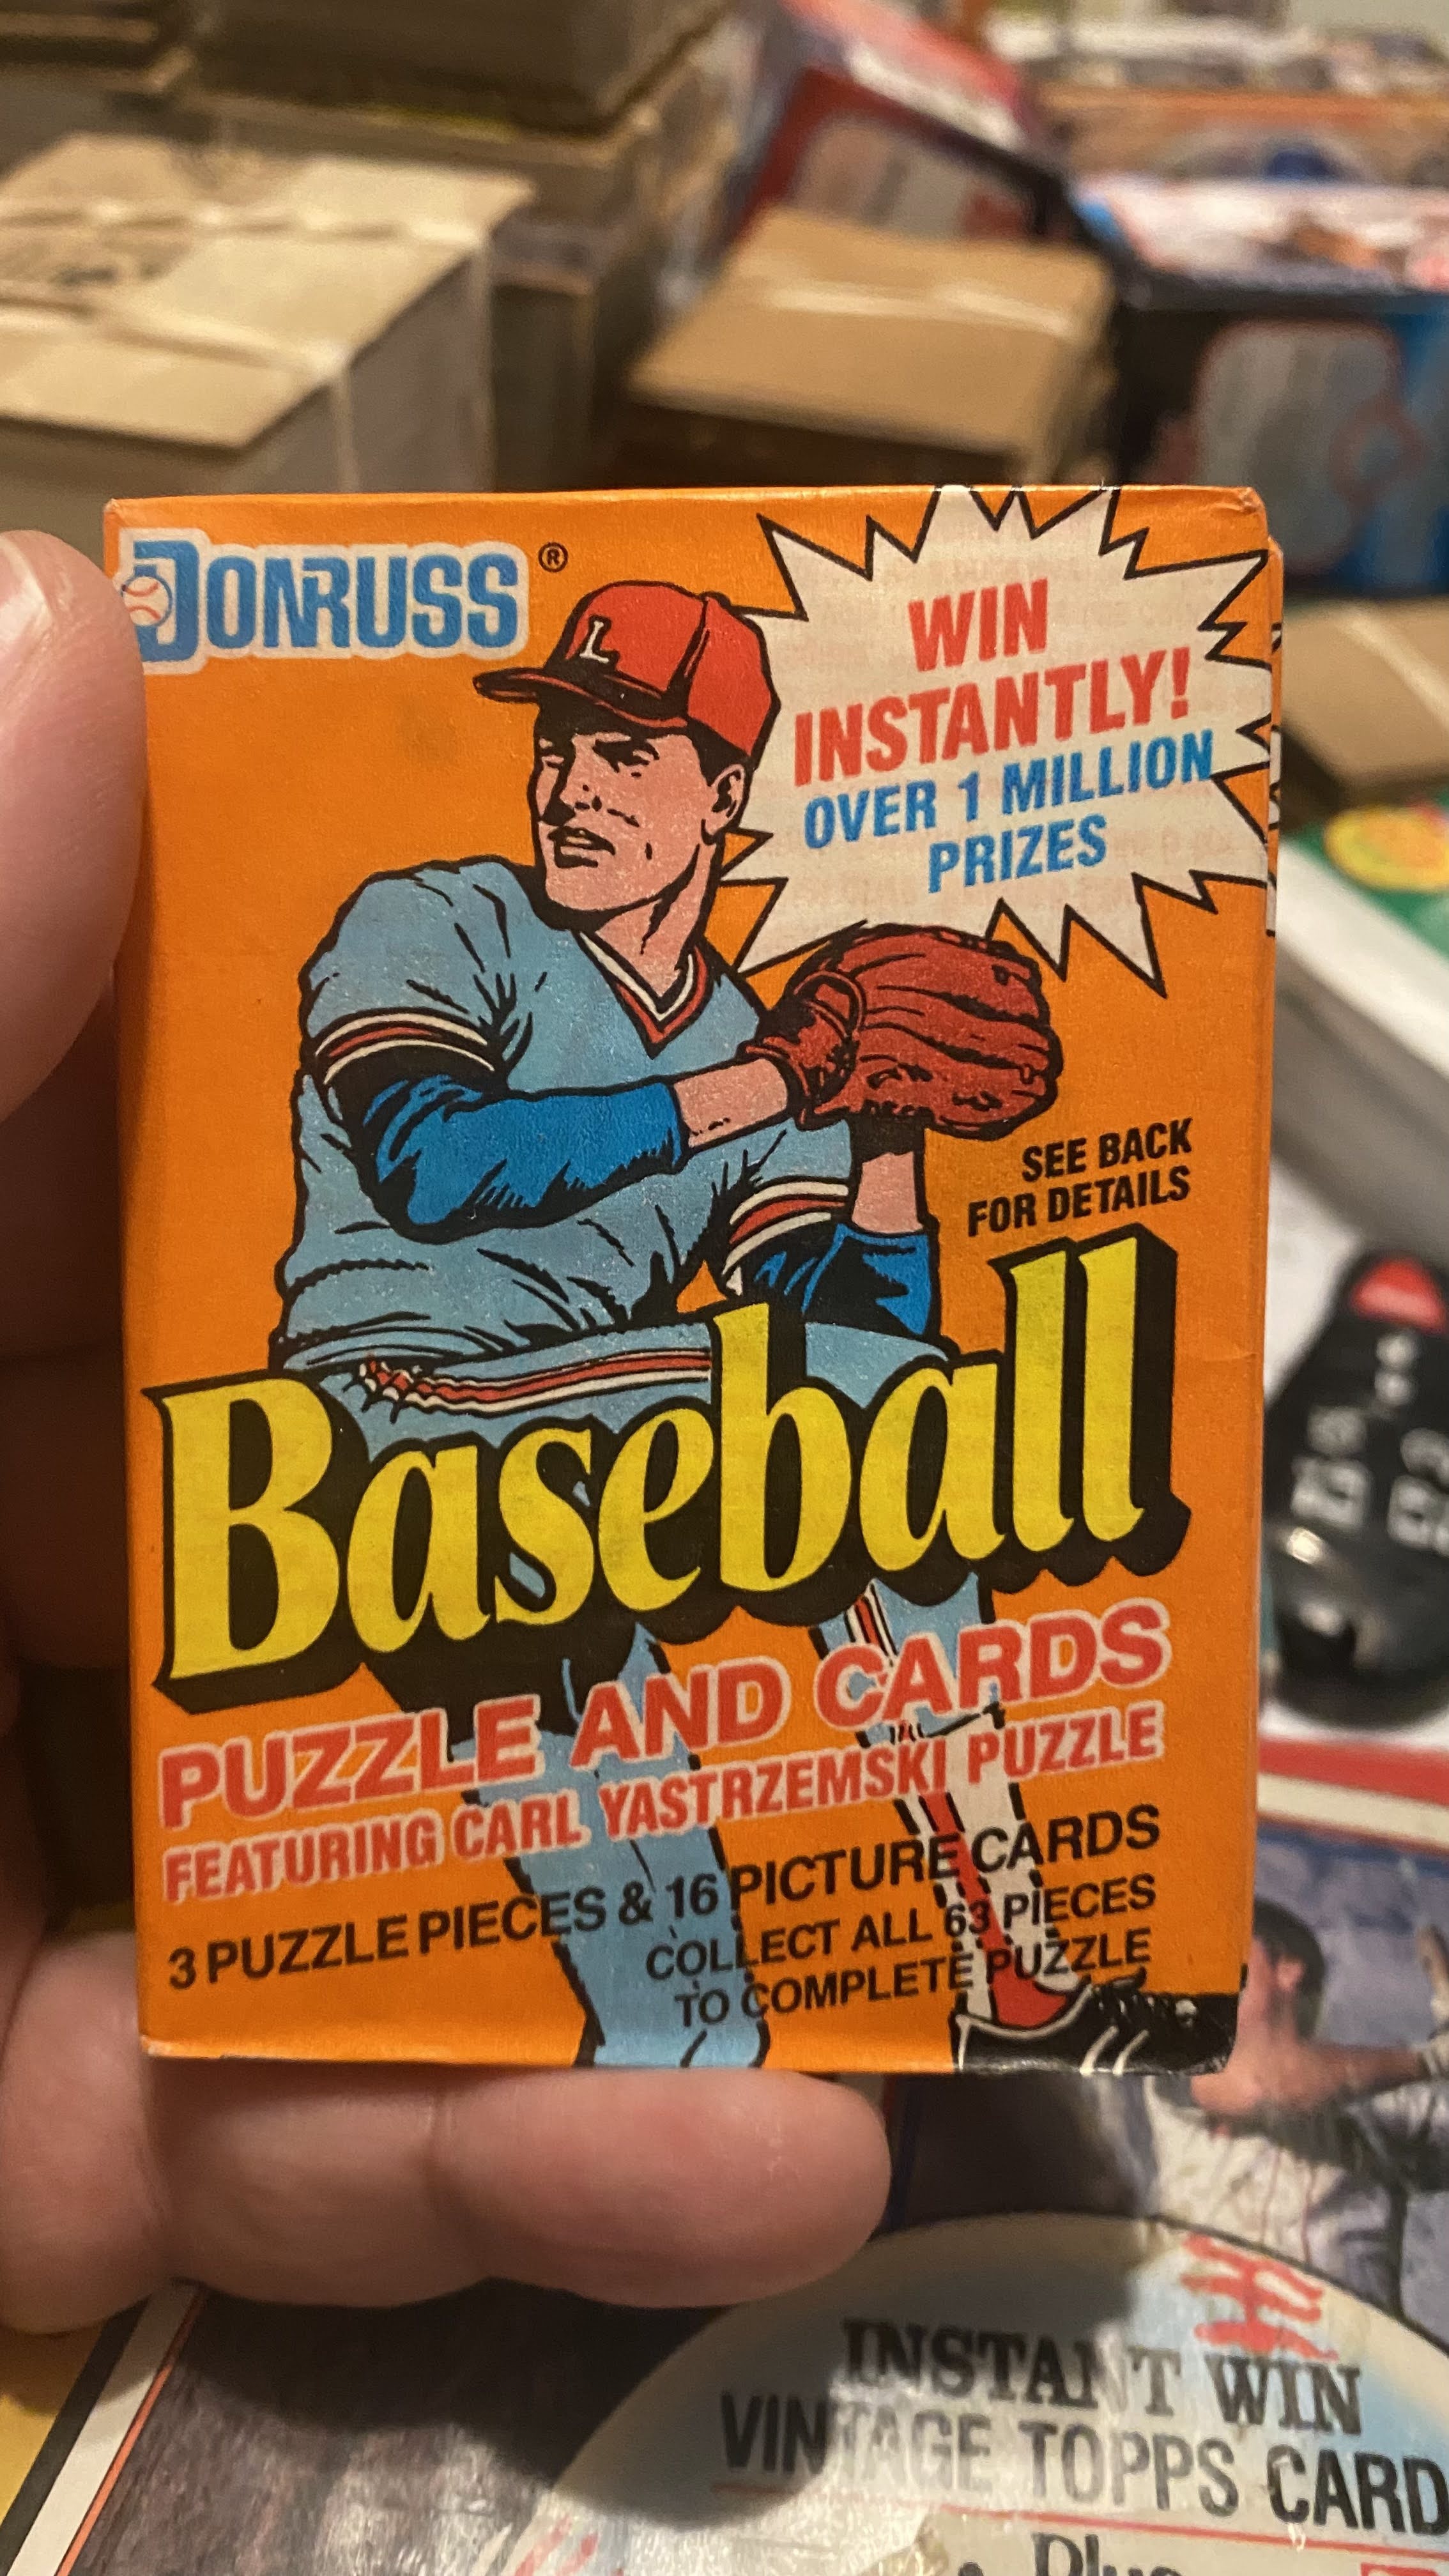 DONRUSS®
WIN
INSTANTLY!
OVER 1 MILLION
PRIZES
L
SEE BACK
FOR DETAILS
Baseball
PUZZLE AND CARDS
FEATURING CARL YASTRZEMSKI PUZZLE
3 PUZZLE PIECES & 16 PICTURE CARDS
COLLECT ALL 63 PIECES
TO COMPLETE PUZZLE
INSTANT WIN
VINTAGE TOPPS CARD
Plus